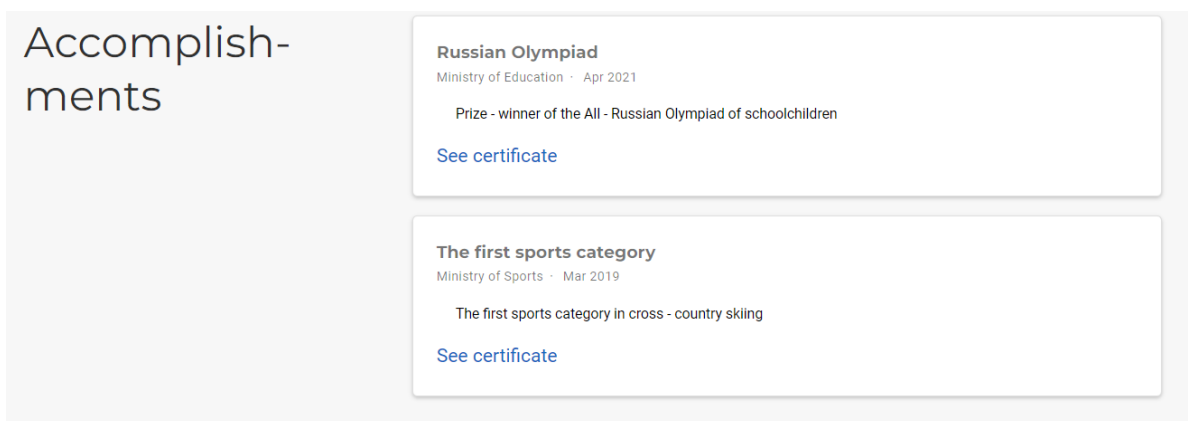 Accomplish-
ments
Russian Olympiad
Ministry of Education · Apr 2021
Prize - winner of the All - Russian Olympiad of schoolchildren
See certificate
The first sports category
Ministry of Sports · Mar 2019
The first sports category in cross - country skiing
See certificate